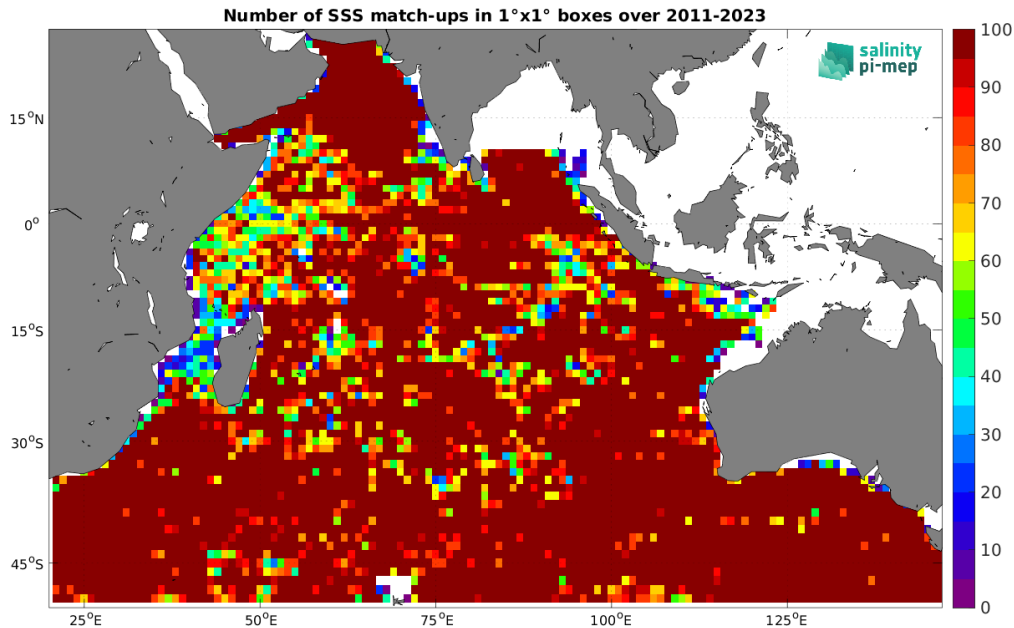 Number of SSS match-ups in 1°x1° boxes over 2011-2023
salinity
pi-mep
100
90
80
70
60
50
40
30
20
10
0
15°N
0°
15°S
30°S
45°S
25°E
50°E
75°E
100°E
125°E